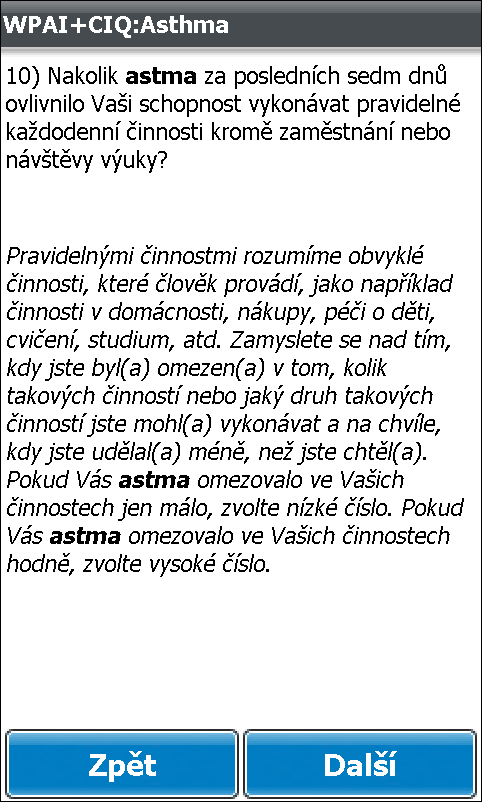 WPAI+CIQ:Asthma
10) Nakolik astma za posledních sedm dnů
ovlivnilo Vaši schopnost vykonávat pravidelné
každodenní činnosti kromě zaměstnání nebo
návštěvy výuky?
Pravidelnými činnostmi rozumíme obvyklé
činnosti, které člověk provádí, jako například
činnosti v domácnosti, nákupy, péči o děti,
cvičení, studium, atd. Zamyslete se nad tím,
kdy jste byl(a) omezen(a) v tom, kolik
takových činností nebo jaký druh takových
činností jste mohl(a) vykonávat a na chvíle,
kdy jste udělal(a) méně, než jste chtěl(a).
Pokud Vás astma omezovalo ve Vašich
činnostech jen málo, zvolte nízké číslo. Pokud
Vás astma omezovalo ve Vašich činnostech
hodně, zvolte vysoké číslo.
Zpět
Další